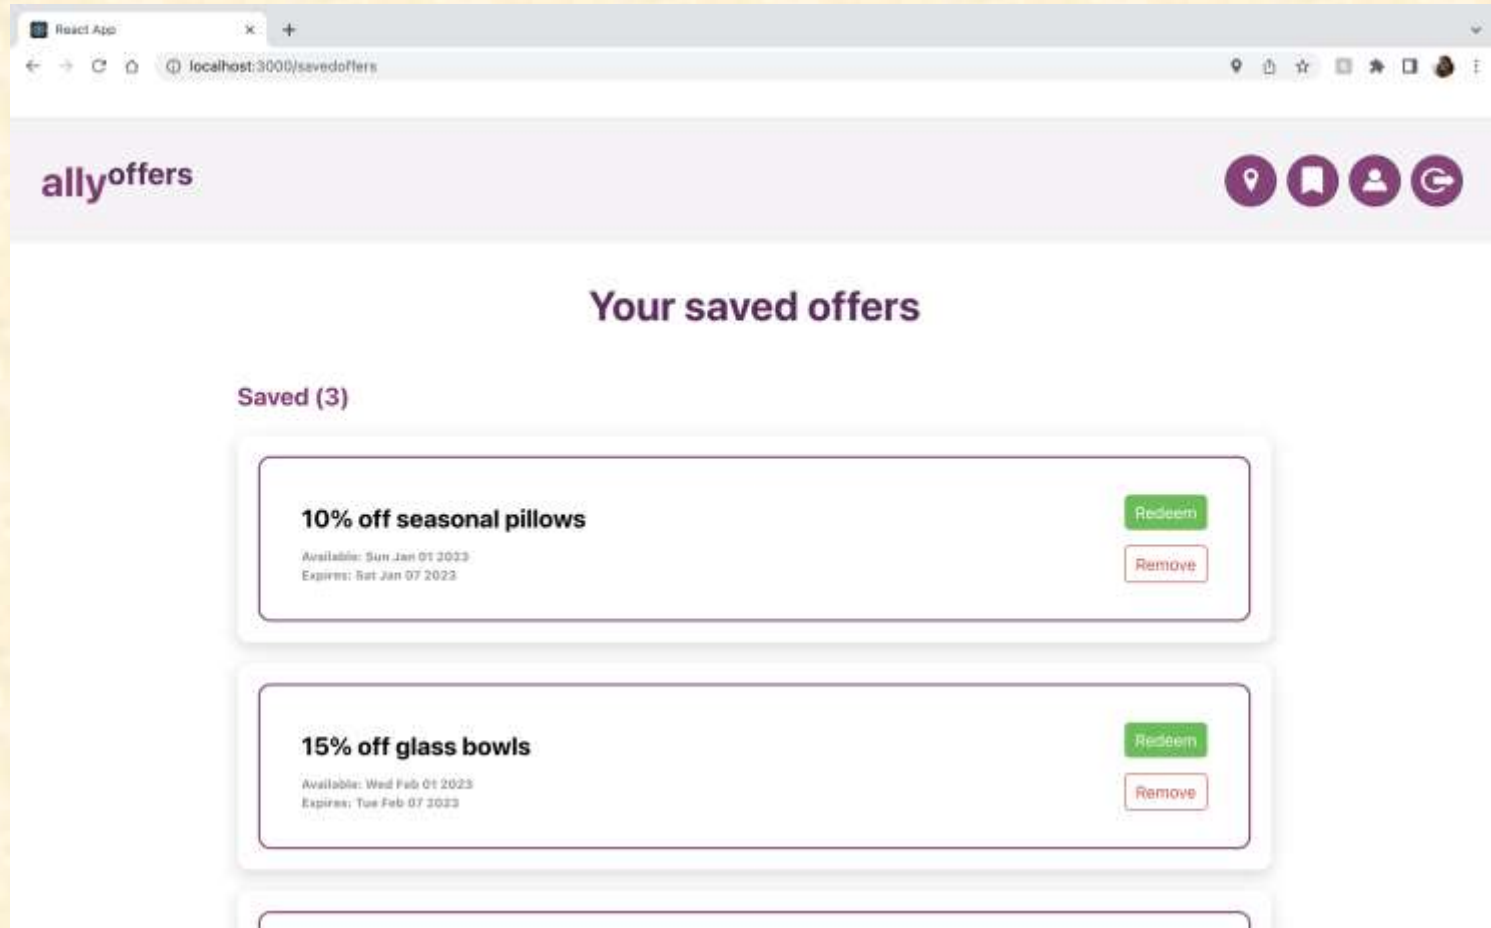 React App
localhost:3000/savedoffers
allyoffers
Your saved offers
Saved (3)
10% off seasonal pillows
Available: Sun Jan 01 2023
Expires: Sat Jan 07 2023
Redeem
Remove
15% off glass bowls
Available: Wed Feb 01 2023
Expires: Tue Feb 07 2023
Redeem
Remove